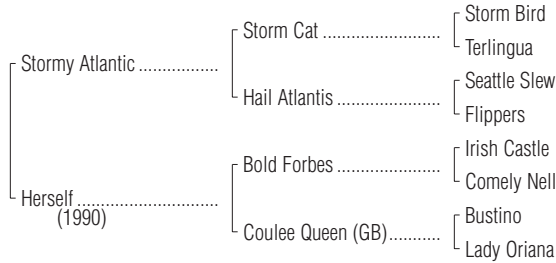 Storm Bird
Storm Cat ......................
Terlingua
Stormy Atlantic ....................
Seattle Slew
Hail Atlantis ....................
Flippers
Irish Castle
Bold Forbes ....................
Comely Nell
Herself ...................................
(1990)
Bustino
Coulee Queen (GB)............
Lady Oriana